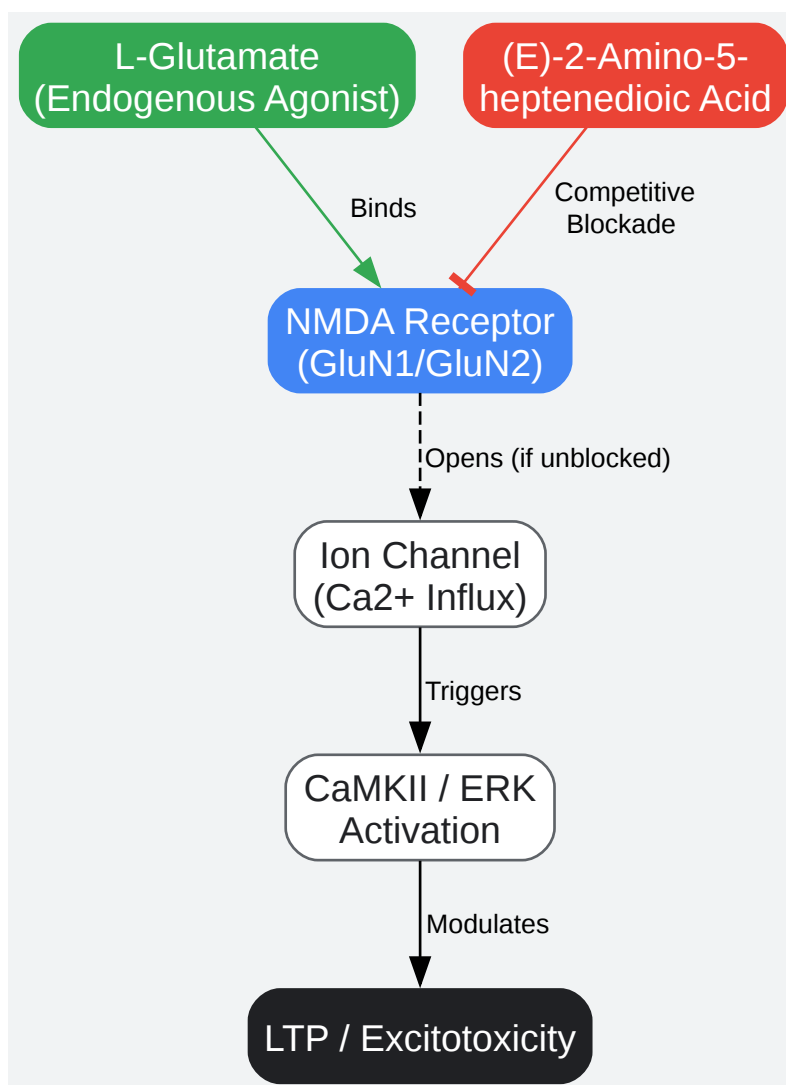 L-Glutamate
(Endogenous Agonist)
(E)-2-Amino-5-
heptenedioic Acid
Binds
Competitive
Blockade
NMDA Receptor
(GluN1/GluN2)
Opens (if unblocked)
Ion Channel
(Ca2+ Influx)
Triggers
CaMKII / ERK
Activation
Modulates
LTP / Excitotoxicity